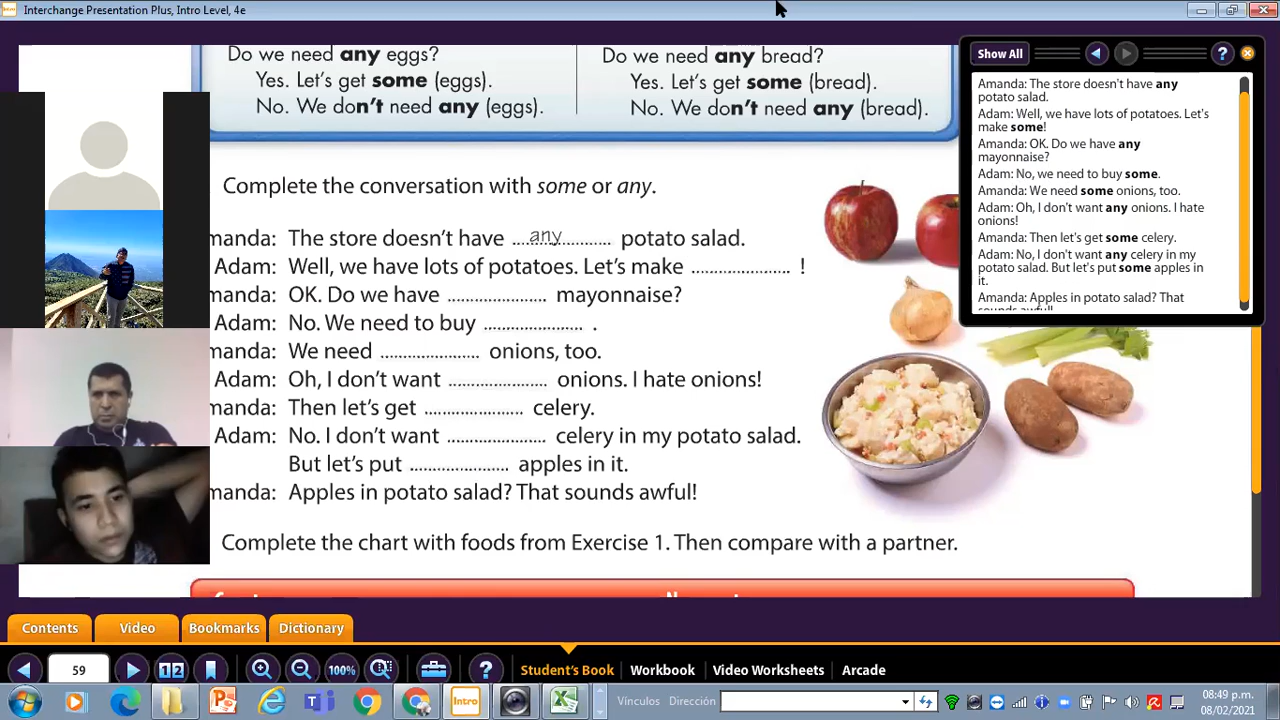 Interchange Presentation Plus, Intro Level, 4e
Do we need any eggs?
Yes. Let's get some (eggs).
No. We don't need any (eggs).
Do we need any bread?
Yes. Let's get some (bread).
No. We don't need any (bread).
Show All
?
Amanda: The store doesn't have any
potato salad.
Adam: Well, we have lots of potatoes. Let's
make some!
Amanda: OK. Do we have any
mayonnaise?
Adam: No, we need to buy some.
Amanda: We need some onions, too.
Adam: Oh, I don't want any onions. I hate
onions!
Amanda: Then let's get some celery.
Adam: No, I don't want any celery in my
potato salad. But let's put some apples in
it.
Amanda: Apples in potato salad? That
sounds awful!
Complete the conversation with some or any.
manda: The store doesn't have any potato salad.
Adam: Well, we have lots of potatoes. Let's make ..................... !
manda: OK. Do we have ..................... mayonnaise?
Adam: No. We need to buy ..................... .
manda: We need ..................... onions, too.
Adam: Oh, I don't want ..................... onions. I hate onions!
manda: Then let's get ..................... celery.
Adam: No. I don't want ..................... celery in my potato salad.
But let's put ..................... apples in it.
manda: Apples in potato salad? That sounds awful!
Complete the chart with foods from Exercise 1. Then compare with a partner.
Contents
Video
Bookmarks
Dictionary
59
12
100%
?
Student's Book
Workbook
Video Worksheets
Arcade
Intro
Vínculos
Dirección
08:49 p.m.
08/02/2021